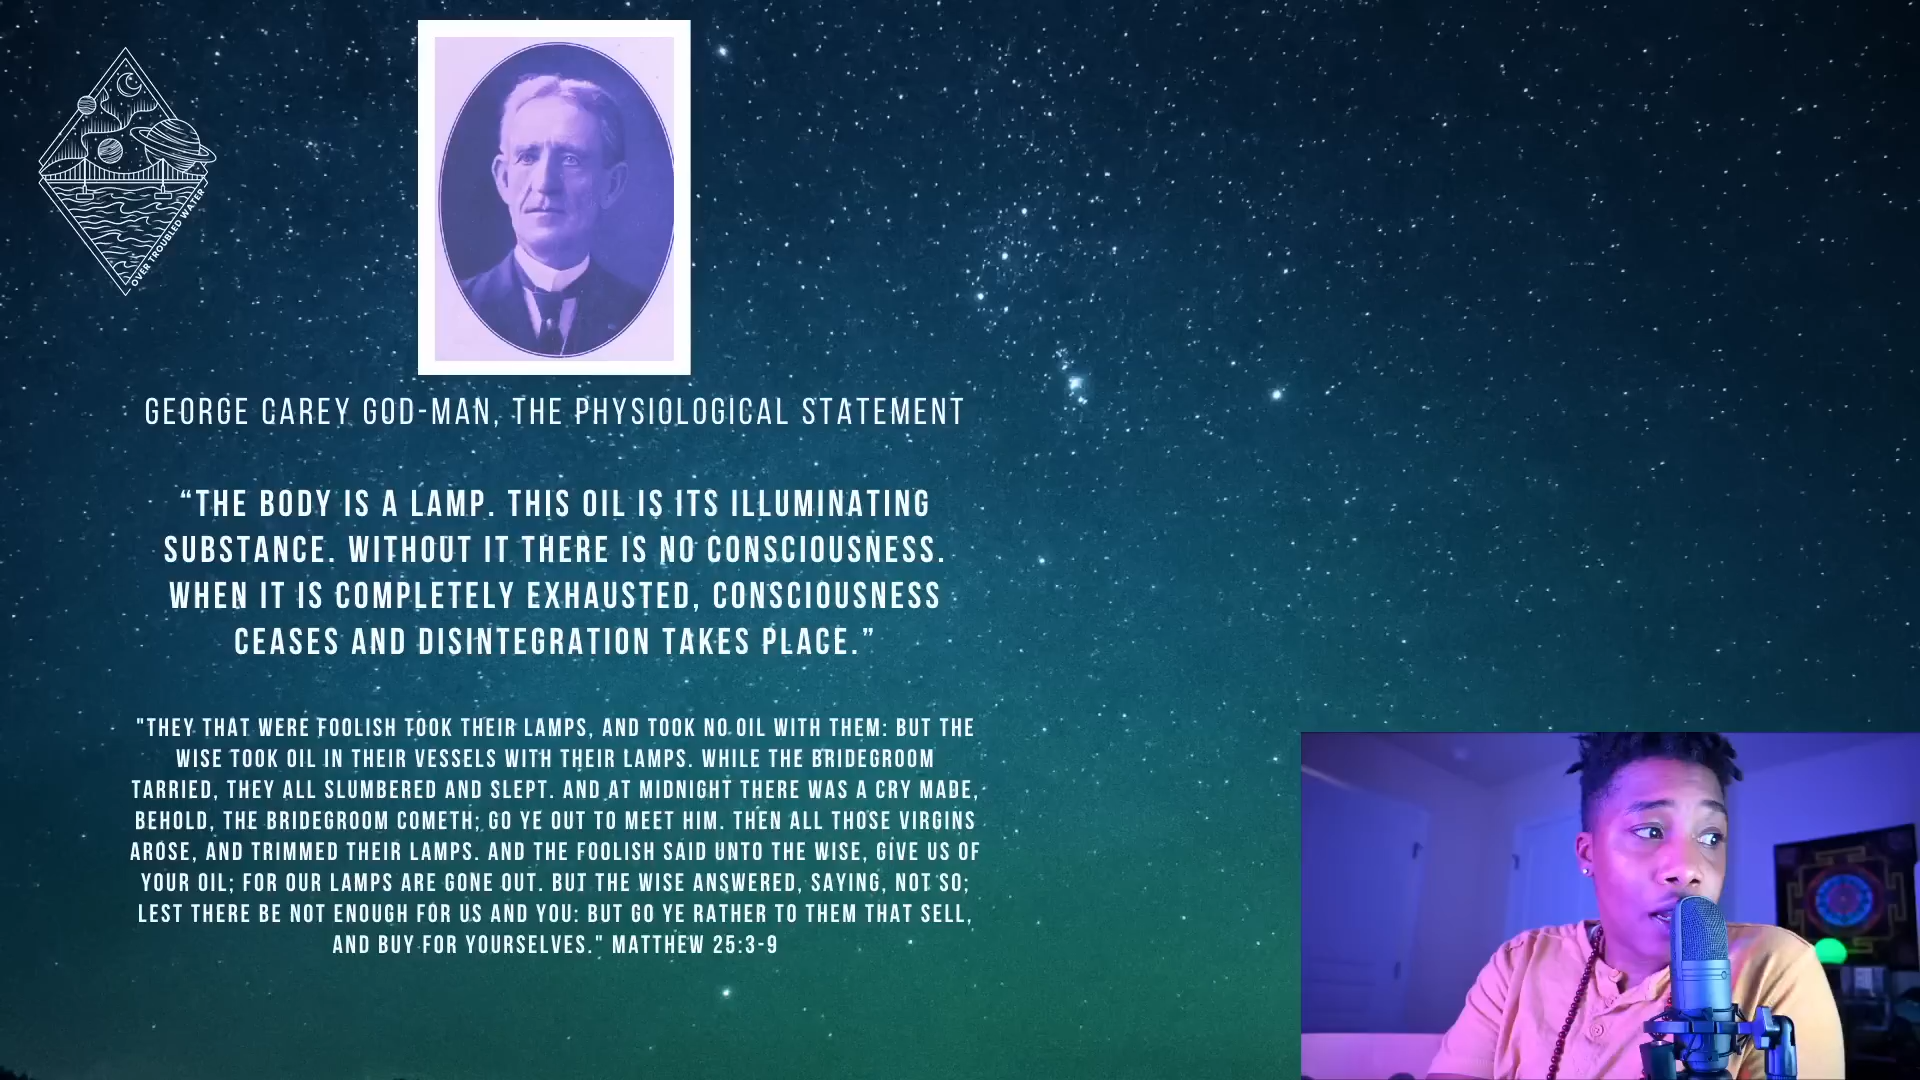 OVER TROUBLED WATER
GEORGE CAREY GOD-MAN, THE PHYSIOLOGICAL STATEMENT
“THE BODY IS A LAMP. THIS OIL IS ITS ILLUMINATING
SUBSTANCE. WITHOUT IT THERE IS NO CONSCIOUSNESS.
WHEN IT IS COMPLETELY EXHAUSTED, CONSCIOUSNESS
CEASES AND DISINTEGRATION TAKES PLACE.”
"THEY THAT WERE FOOLISH TOOK THEIR LAMPS, AND TOOK NO OIL WITH THEM: BUT THE
WISE TOOK OIL IN THEIR VESSELS WITH THEIR LAMPS. WHILE THE BRIDEGROOM
TARRIED, THEY ALL SLUMBERED AND SLEPT. AND AT MIDNIGHT THERE WAS A CRY MADE,
BEHOLD, THE BRIDEGROOM COMETH; GO YE OUT TO MEET HIM. THEN ALL THOSE VIRGINS
AROSE, AND TRIMMED THEIR LAMPS. AND THE FOOLISH SAID UNTO THE WISE, GIVE US OF
YOUR OIL; FOR OUR LAMPS ARE GONE OUT. BUT THE WISE ANSWERED, SAYING, NOT SO;
LEST THERE BE NOT ENOUGH FOR US AND YOU: BUT GO YE RATHER TO THEM THAT SELL,
AND BUY FOR YOURSELVES." MATTHEW 25:3-9